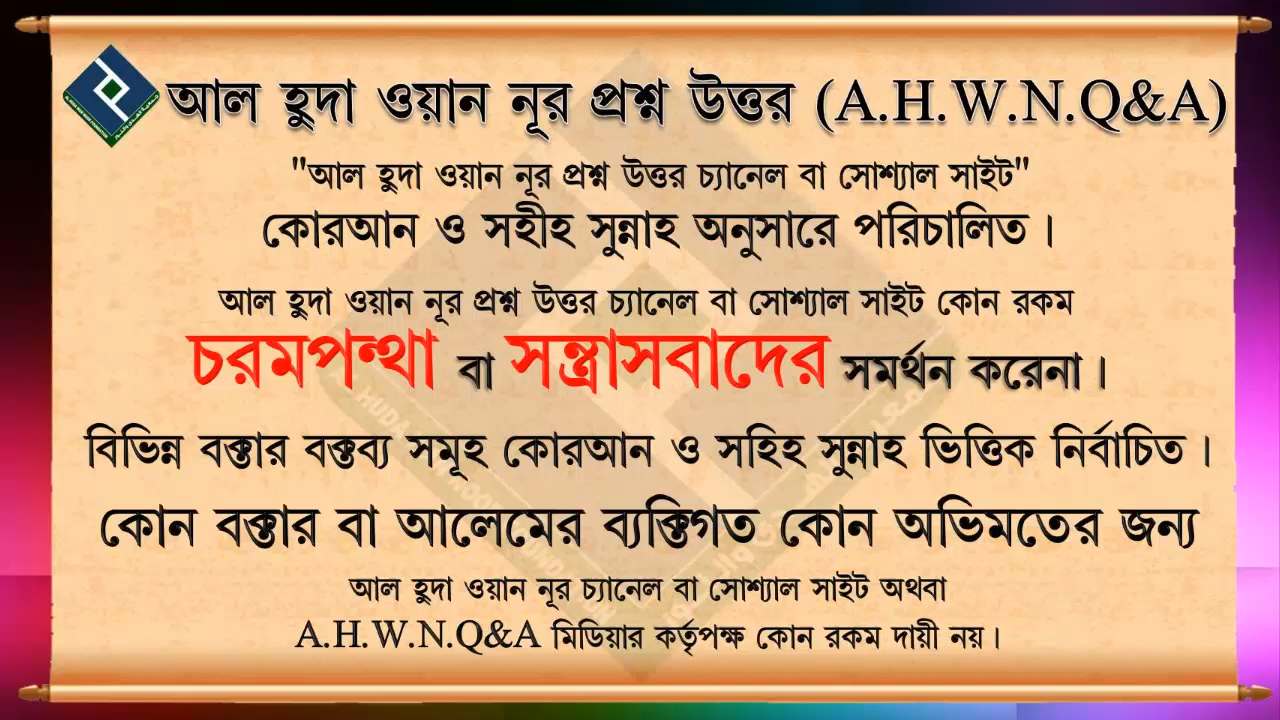 আল হুদা ওয়ান নূর প্রশ্ন উত্তর (A.H.W.N.Q&A)
"আল হুদা ওয়ান নূর প্রশ্ন উত্তর চ্যানেল বা সোশ্যাল সাইট"
কোরআন ও সহীহ সুন্নাহ অনুসারে পরিচালিত।
আল হুদা ওয়ান নূর প্রশ্ন উত্তর চ্যানেল বা সোশ্যাল সাইট কোন রকম
চরমপন্থা বা সন্ত্রাসবাদের সমর্থন করেনা।
বিভিন্ন বক্তার বক্তব্য সমূহ কোরআন ও সহিহ সুন্নাহ ভিত্তিক নির্বাচিত।
কোন বক্তার বা আলেমের ব্যক্তিগত কোন অভিমতের জন্য
আল হুদা ওয়ান নূর চ্যানেল বা সোশ্যাল সাইট অথবা
A.H.W.N.Q&A মিডিয়ার কর্তৃপক্ষ কোন রকম দায়ী নয়।